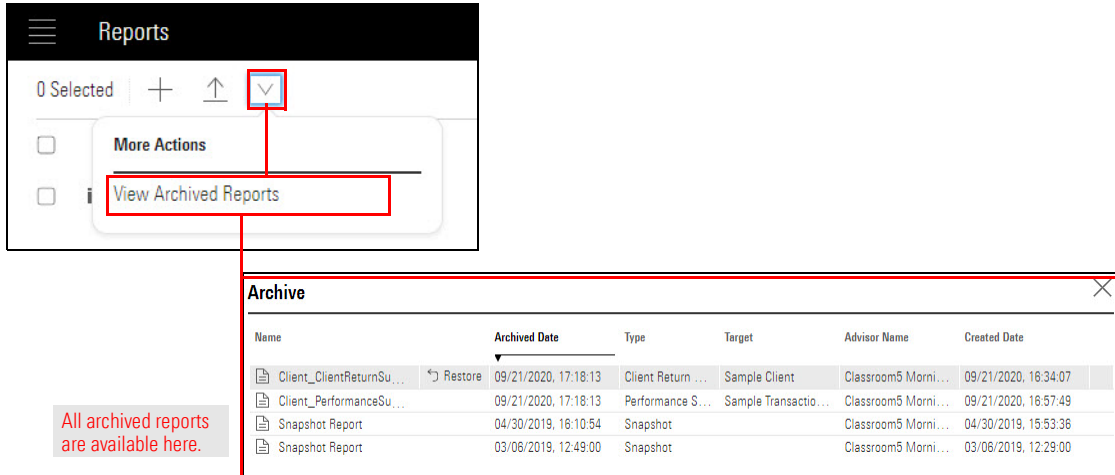 Reports
0 Selected
More Actions
View Archived Reports
Archive
Name Archived Date Type Target Advisor Name Created Date
Client_ClientReturnSu... Restore 09/21/2020, 17:18:13 Client Return ... Sample Client Classroom5 Morni... 09/21/2020, 16:34:07
Client_PerformanceSu... 09/21/2020, 17:18:13 Performance S... Sample Transactio... Classroom5 Morni... 09/21/2020, 16:57:49
Snapshot Report 04/30/2019, 16:10:54 Snapshot Classroom5 Morni... 04/30/2019, 15:53:36
Snapshot Report 03/06/2019, 12:49:00 Snapshot Classroom5 Morni... 03/06/2019, 12:29:00
All archived reports
are available here.